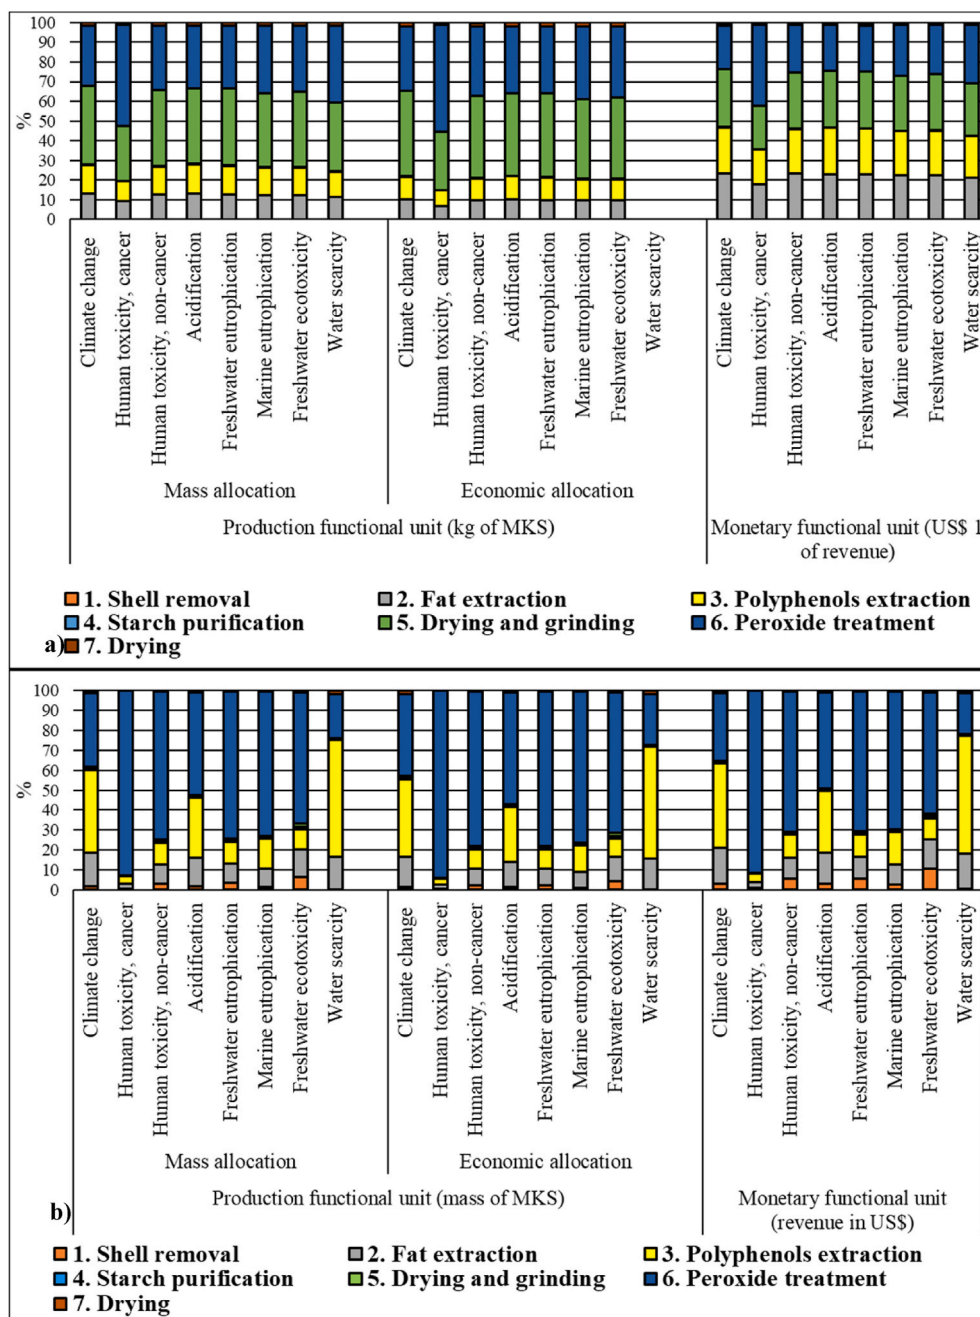 100
90
80
70
60
50
40
30
20
10
0
%
Climate change
Human toxicity, cancer
Human toxicity, non-cancer
Acidification
Freshwater eutrophication
Marine eutrophication
Freshwater ecotoxicity
Water scarcity
Climate change
Human toxicity, cancer
Human toxicity, non-cancer
Acidification
Freshwater eutrophication
Marine eutrophication
Freshwater ecotoxicity
Water scarcity
Climate change
Human toxicity, cancer
Human toxicity, non-cancer
Acidification
Freshwater eutrophication
Marine eutrophication
Freshwater ecotoxicity
Water scarcity
Mass allocation
Economic allocation
Production functional unit (kg of MKS)
Monetary functional unit (US$ 1
of revenue)
1. Shell removal
2. Fat extraction
3. Polyphenols extraction
4. Starch purification
5. Drying and grinding
6. Peroxide treatment
a)
7. Drying
100
90
80
70
60
50
40
30
20
10
0
%
Climate change
Human toxicity, cancer
Human toxicity, non-cancer
Acidification
Freshwater eutrophication
Marine eutrophication
Freshwater ecotoxicity
Water scarcity
Climate change
Human toxicity, cancer
Human toxicity, non-cancer
Acidification
Freshwater eutrophication
Marine eutrophication
Freshwater ecotoxicity
Water scarcity
Climate change
Human toxicity, cancer
Human toxicity, non-cancer
Acidification
Freshwater eutrophication
Marine eutrophication
Freshwater ecotoxicity
Water scarcity
Mass allocation
Economic allocation
Production functional unit (mass of MKS)
Monetary functional unit
(revenue in US$)
b)
1. Shell removal
2. Fat extraction
3. Polyphenols extraction
4. Starch purification
5. Drying and grinding
6. Peroxide treatment
7. Drying